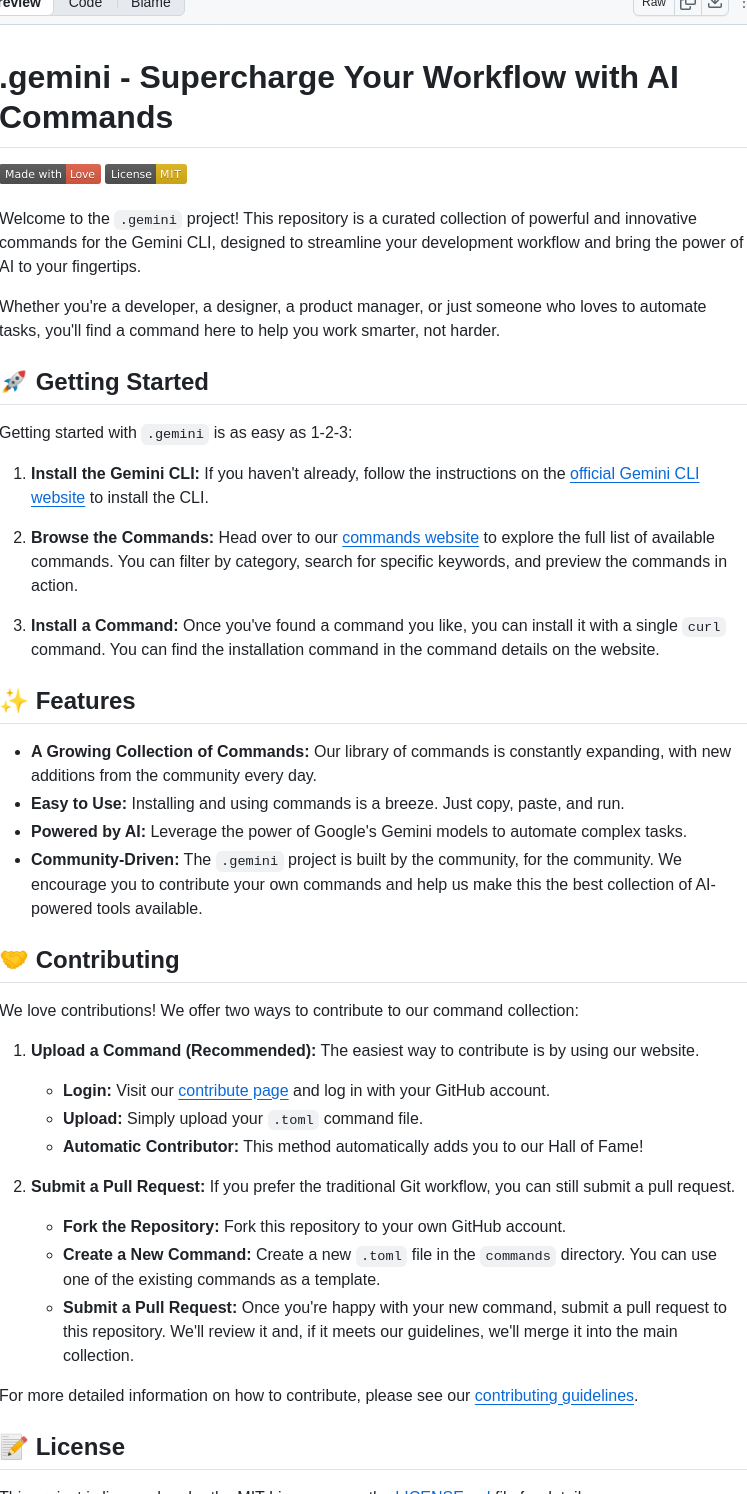 Code Blame Raw
.gemini - Supercharge Your Workflow with AI
Commands
Made with Love License MIT
Welcome to the .gemini project! This repository is a curated collection of powerful and innovative
commands for the Gemini CLI, designed to streamline your development workflow and bring the power of
AI to your fingertips.
Whether you're a developer, a designer, a product manager, or just someone who loves to automate
tasks, you'll find a command here to help you work smarter, not harder.
🚀 Getting Started
Getting started with .gemini is as easy as 1-2-3:
1. Install the Gemini CLI: If you haven't already, follow the instructions on the official Gemini CLI
website to install the CLI.
2. Browse the Commands: Head over to our commands website to explore the full list of available
commands. You can filter by category, search for specific keywords, and preview the commands in
action.
3. Install a Command: Once you've found a command you like, you can install it with a single curl
command. You can find the installation command in the command details on the website.
✨ Features
• A Growing Collection of Commands: Our library of commands is constantly expanding, with new
additions from the community every day.
• Easy to Use: Installing and using commands is a breeze. Just copy, paste, and run.
• Powered by AI: Leverage the power of Google's Gemini models to automate complex tasks.
• Community-Driven: The .gemini project is built by the community, for the community. We
encourage you to contribute your own commands and help us make this the best collection of AI-
powered tools available.
🤝 Contributing
We love contributions! We offer two ways to contribute to our command collection:
1. Upload a Command (Recommended): The easiest way to contribute is by using our website.
◦ Login: Visit our contribute page and log in with your GitHub account.
◦ Upload: Simply upload your .toml command file.
◦ Automatic Contributor: This method automatically adds you to our Hall of Fame!
2. Submit a Pull Request: If you prefer the traditional Git workflow, you can still submit a pull request.
◦ Fork the Repository: Fork this repository to your own GitHub account.
◦ Create a New Command: Create a new .toml file in the commands directory. You can use
one of the existing commands as a template.
◦ Submit a Pull Request: Once you're happy with your new command, submit a pull request to
this repository. We'll review it and, if it meets our guidelines, we'll merge it into the main
collection.
For more detailed information on how to contribute, please see our contributing guidelines.
📝 License